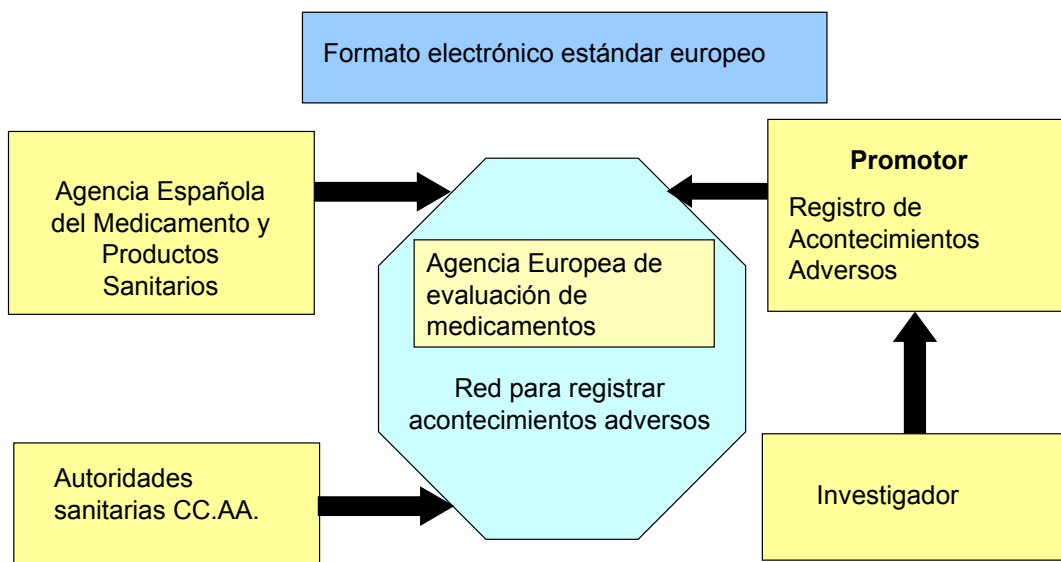 Formato electrónico estándar europeo
Agencia Española
del Medicamento y
Productos
Sanitarios
Promotor
Registro de
Acontecimientos
Adversos
Agencia Europea de
evaluación de
medicamentos
Red para registrar
acontecimientos adversos
Autoridades
sanitarias CC.AA.
Investigador